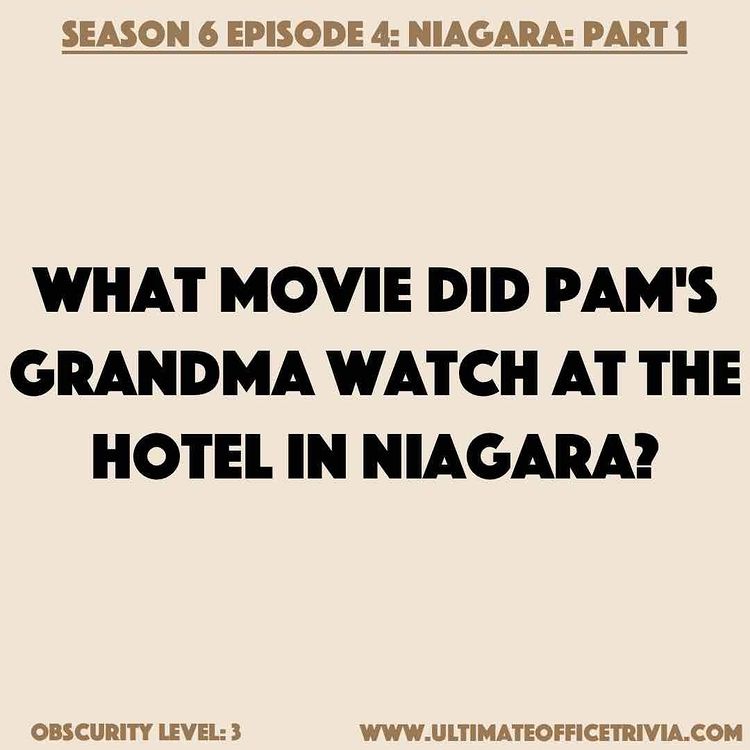 SEASON 6 EPISODE 4: NIAGARA: PART 1
WHAT MOVIE DID PAM'S
GRANDMA WATCH AT THE
HOTEL IN NIAGARA?
OBSCURITY LEVEL: 3
WWW.ULTIMATEOFFICETRIVIA.COM